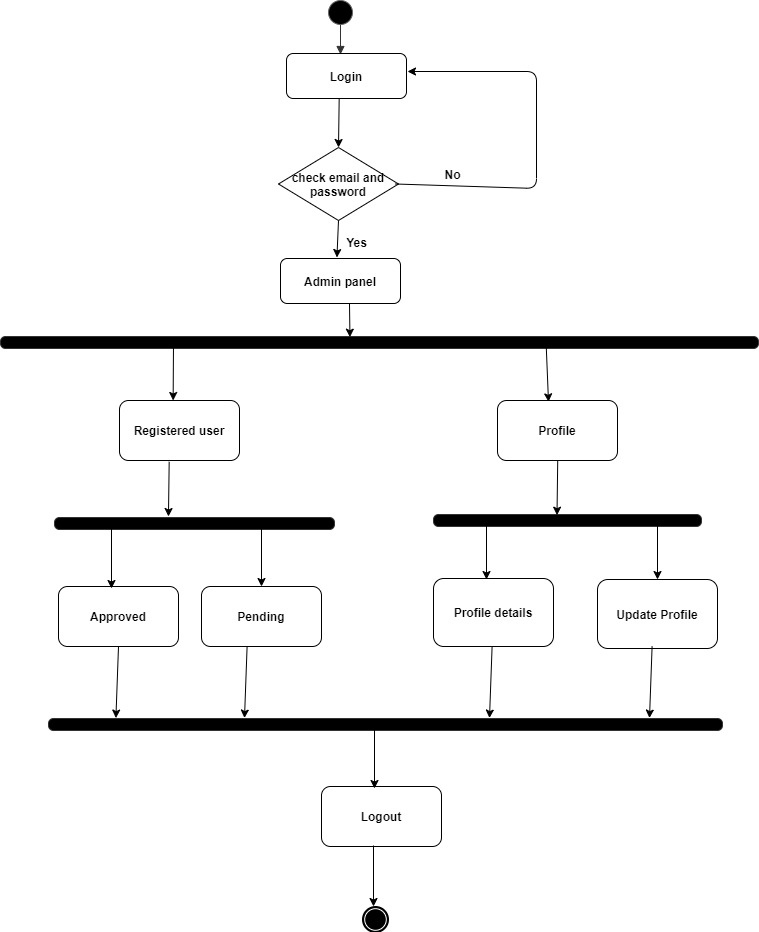 Login
check email and
password
No
Yes
Admin panel
Registered user
Profile
Approved
Pending
Profile details
Update Profile
Logout